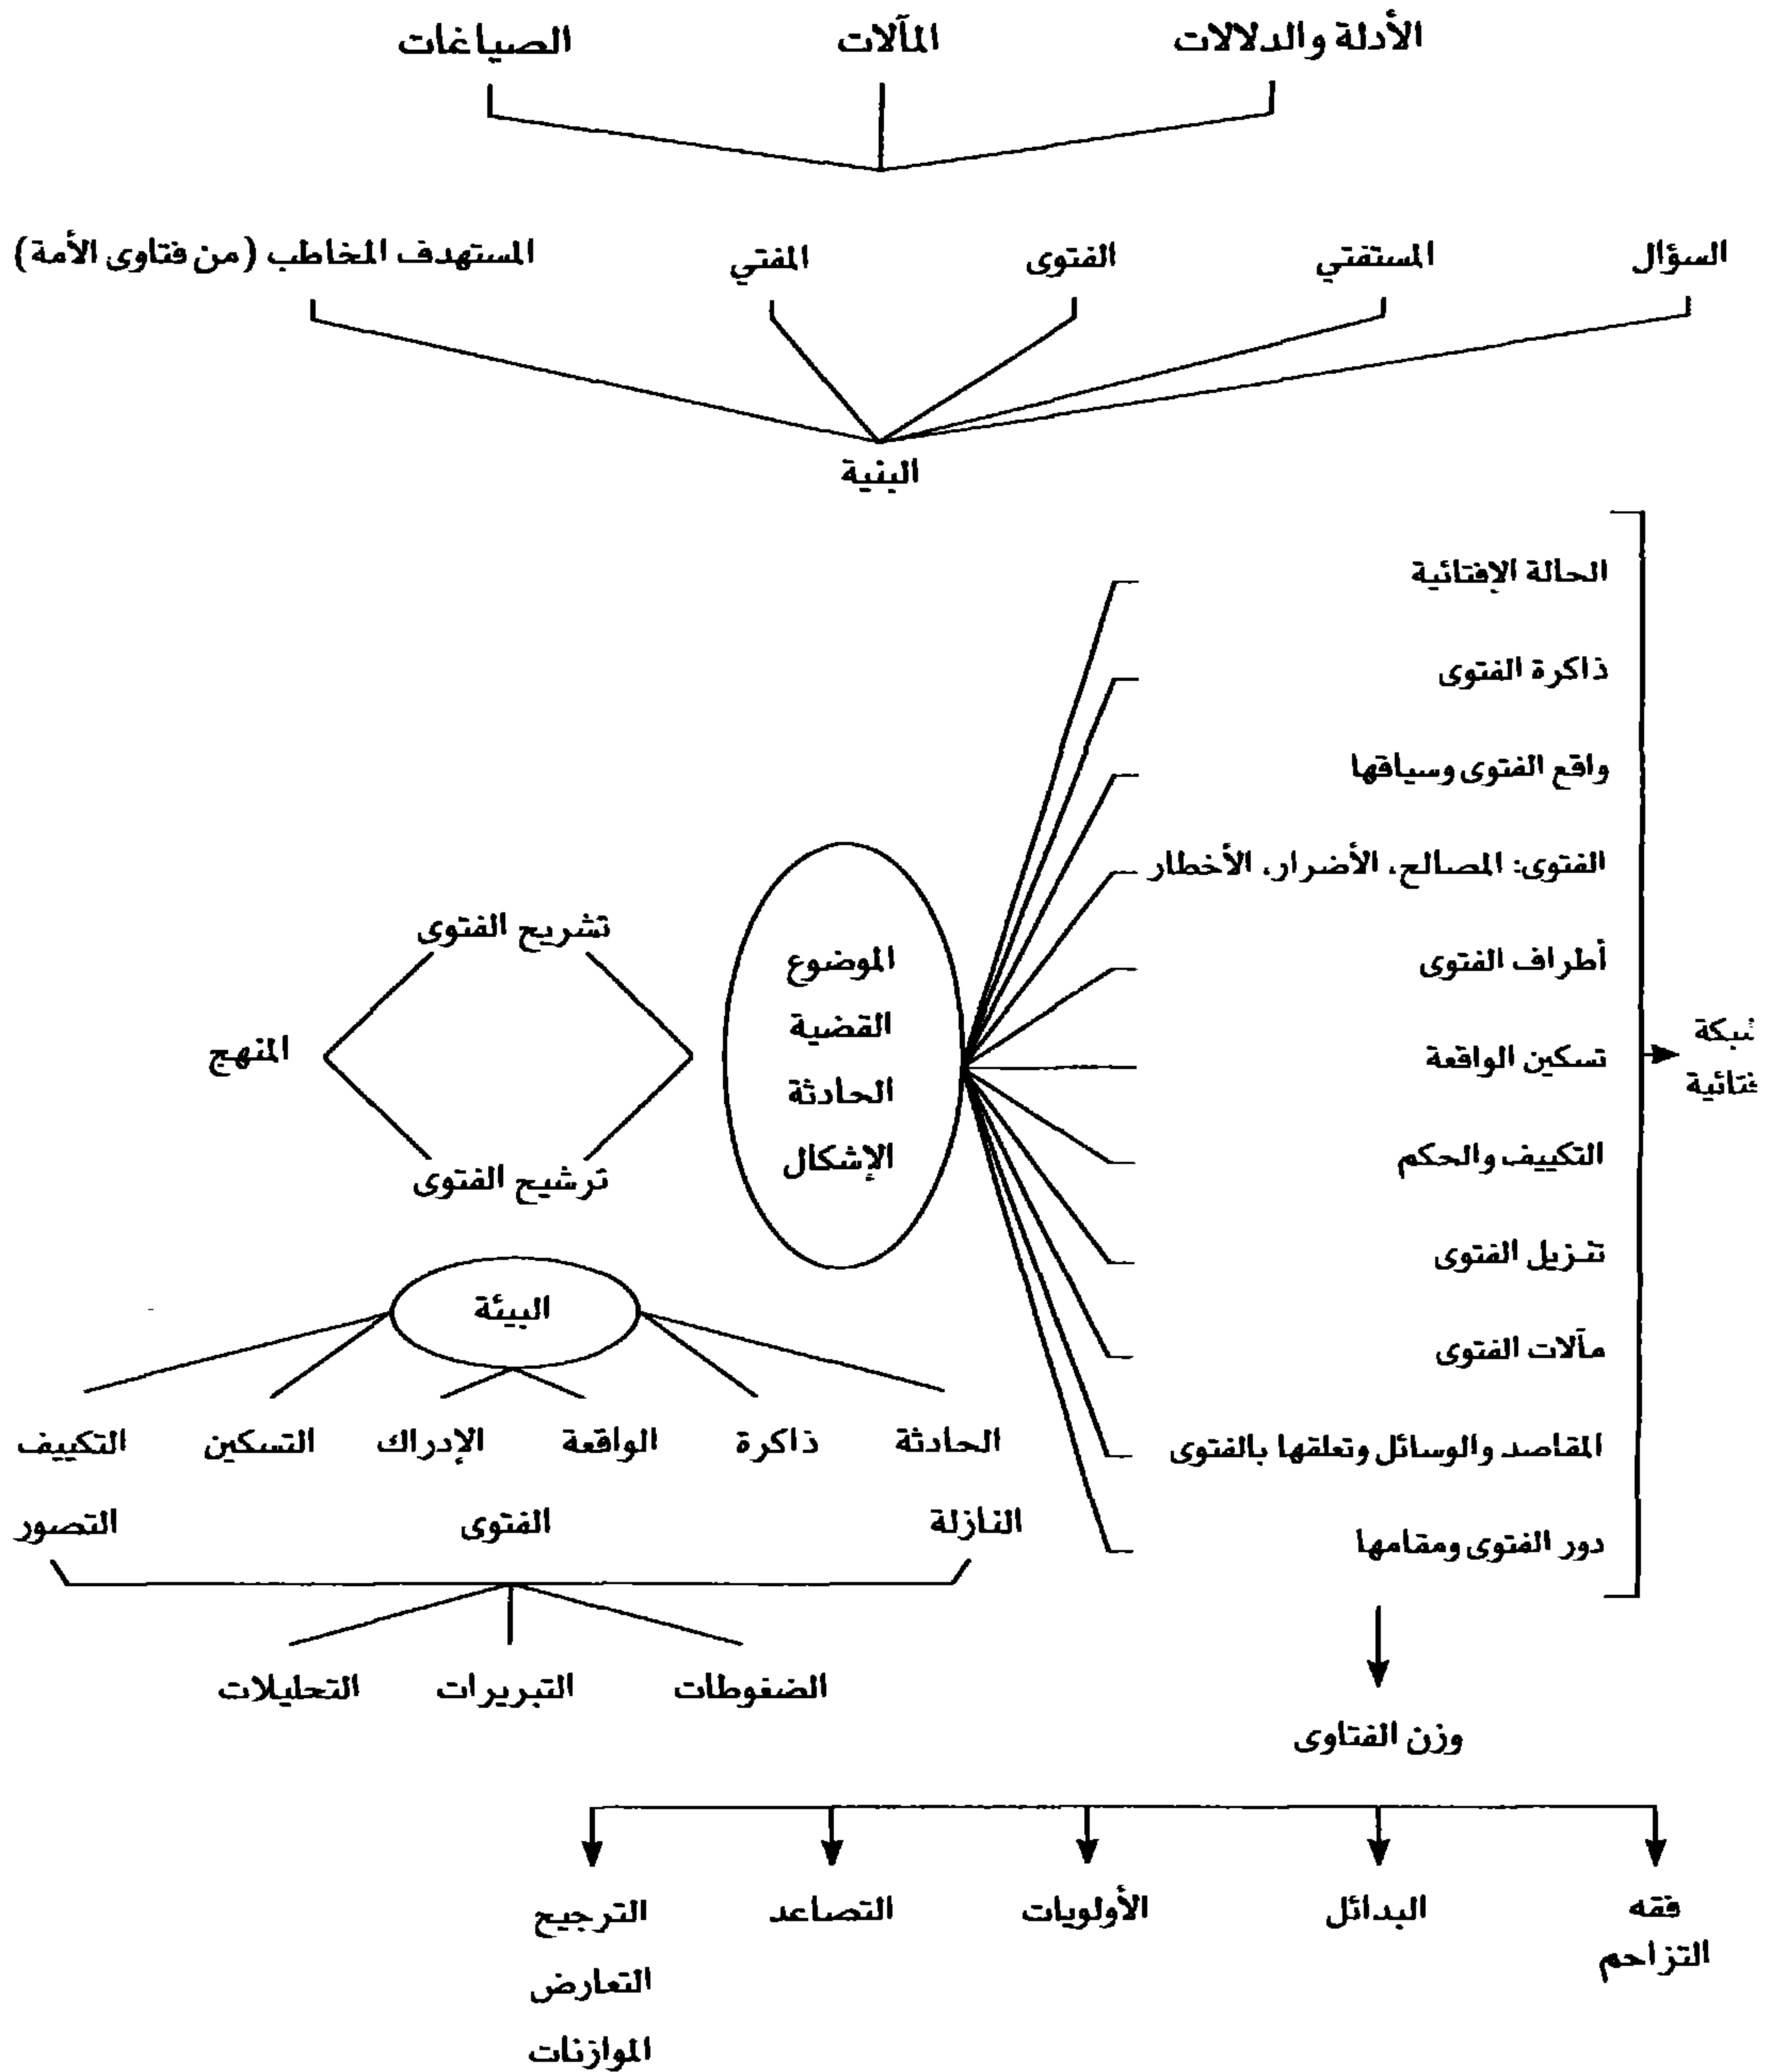 الأدلة والدلالات
المآلات
الصياغات
السؤال
المستفتي
الفتوى
المفتي
المستهدف المخاطب (من فتاوى الأمة)
البنية
الحالة الإفتائية
ذاكرة الفتوى
واقع الفتوى وسياقها
الفتوى: المصالح، الأضرار، الأخطار
أطراف الفتوى
تسكين الواقعة
التكييف والحكم
تنزيل الفتوى
مآلات الفتوى
المقاصد والوسائل وتعلقها بالفتوى
دور الفتوى ومقامها
الموضوع
القضية
الحادثة
الإشكال
تشريح الفتوى
المنهج
ترشيح الفتوى
البيئة
الحادثة
ذاكرة
الواقعة
الإدراك
التسكين
التكييف
النازلة
الفتوى
التصور
الضغوطات
التبريرات
التحليلات
وزن الفتاوى
فقه
التزاحم
البدائل
الأولويات
التصاعد
الترجيح
التعارض
الموازنات